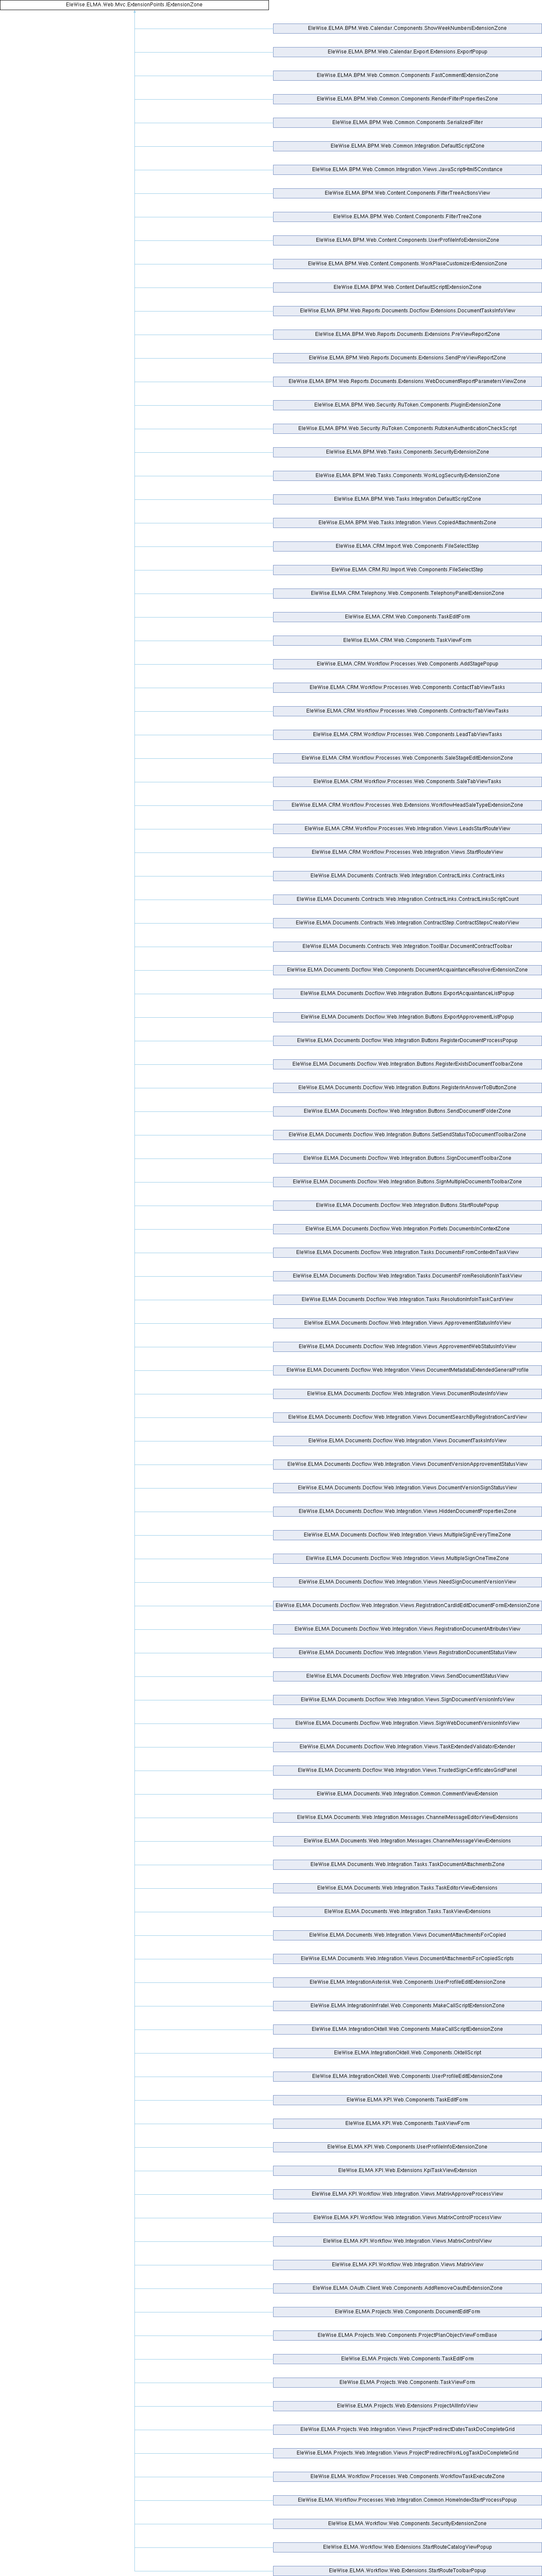 EleWise.ELMA.Web.Mvc.ExtensionPoints.IExtensionZone
EleWise.ELMA.BPM.Web.Calendar.Components.ShowWeekNumbersExtensionZone
EleWise.ELMA.BPM.Web.Calendar.Export.Extensions.ExportPopup
EleWise.ELMA.BPM.Web.Common.Components.FastCommentExtensionZone
EleWise.ELMA.BPM.Web.Common.Components.RenderFilterPropertiesZone
EleWise.ELMA.BPM.Web.Common.Components.SerializedFilter
EleWise.ELMA.BPM.Web.Common.Integration.DefaultScriptZone
EleWise.ELMA.BPM.Web.Common.Integration.Views.JavaScriptHtml5Constance
EleWise.ELMA.BPM.Web.Content.Components.FilterTreeActionsView
EleWise.ELMA.BPM.Web.Content.Components.FilterTreeZone
EleWise.ELMA.BPM.Web.Content.Components.UserProfileInfoExtensionZone
EleWise.ELMA.BPM.Web.Content.Components.WorkPlaseCustomizerExtensionZone
EleWise.ELMA.BPM.Web.Content.DefaultScriptExtensionZone
EleWise.ELMA.BPM.Web.Reports.Documents.Docflow.Extensions.DocumentTasksInfoView
EleWise.ELMA.BPM.Web.Reports.Documents.Extensions.PreViewReportZone
EleWise.ELMA.BPM.Web.Reports.Documents.Extensions.SendPreViewReportZone
EleWise.ELMA.BPM.Web.Reports.Documents.Extensions.WebDocumentReportParametersViewZone
EleWise.ELMA.BPM.Web.Security.RuToken.Components.PluginExtensionZone
EleWise.ELMA.BPM.Web.Security.RuToken.Components.RutokenAuthenticationCheckScript
EleWise.ELMA.BPM.Web.Tasks.Components.SecurityExtensionZone
EleWise.ELMA.BPM.Web.Tasks.Components.WorkLogSecurityExtensionZone
EleWise.ELMA.BPM.Web.Tasks.Integration.DefaultScriptZone
EleWise.ELMA.BPM.Web.Tasks.Integration.Views.CopiedAttachmentsZone
EleWise.ELMA.CRM.Import.Web.Components.FileSelectStep
EleWise.ELMA.CRM.RU.Import.Web.Components.FileSelectStep
EleWise.ELMA.CRM.Telephony.Web.Components.TelephonyPanelExtensionZone
EleWise.ELMA.CRM.Web.Components.TaskEditForm
EleWise.ELMA.CRM.Web.Components.TaskViewForm
EleWise.ELMA.CRM.Workflow.Processes.Web.Components.AddStagePopup
EleWise.ELMA.CRM.Workflow.Processes.Web.Components.ContactTabViewTasks
EleWise.ELMA.CRM.Workflow.Processes.Web.Components.ContractorTabViewTasks
EleWise.ELMA.CRM.Workflow.Processes.Web.Components.LeadTabViewTasks
EleWise.ELMA.CRM.Workflow.Processes.Web.Components.SaleStageEditExtensionZone
EleWise.ELMA.CRM.Workflow.Processes.Web.Components.SaleTabViewTasks
EleWise.ELMA.CRM.Workflow.Processes.Web.Extensions.WorkflowHeadSaleTypeExtensionZone
EleWise.ELMA.CRM.Workflow.Processes.Web.Integration.Views.LeadsStartRouteView
EleWise.ELMA.CRM.Workflow.Processes.Web.Integration.Views.StartRouteView
EleWise.ELMA.Documents.Contracts.Web.Integration.ContractLinks.ContractLinks
EleWise.ELMA.Documents.Contracts.Web.Integration.ContractLinks.ContractLinksScriptCount
EleWise.ELMA.Documents.Contracts.Web.Integration.ContractStep.ContractStepsCreatorView
EleWise.ELMA.Documents.Contracts.Web.Integration.ToolBar.DocumentContractToolbar
EleWise.ELMA.Documents.Docflow.Web.Components.DocumentAcquaintanceResolverExtensionZone
EleWise.ELMA.Documents.Docflow.Web.Integration.Buttons.ExportAcquaintanceListPopup
EleWise.ELMA.Documents.Docflow.Web.Integration.Buttons.ExportApprovementListPopup
EleWise.ELMA.Documents.Docflow.Web.Integration.Buttons.RegisterDocumentProcessPopup
EleWise.ELMA.Documents.Docflow.Web.Integration.Buttons.RegisterExistsDocumentToolbarZone
EleWise.ELMA.Documents.Docflow.Web.Integration.Buttons.RegisterInAnswerToButtonZone
EleWise.ELMA.Documents.Docflow.Web.Integration.Buttons.SendDocumentFolderZone
EleWise.ELMA.Documents.Docflow.Web.Integration.Buttons.SetSendStatusToDocumentToolbarZone
EleWise.ELMA.Documents.Docflow.Web.Integration.Buttons.SignDocumentToolbarZone
EleWise.ELMA.Documents.Docflow.Web.Integration.Buttons.SignMultipleDocumentsToolbarZone
EleWise.ELMA.Documents.Docflow.Web.Integration.Buttons.StartRoutePopup
EleWise.ELMA.Documents.Docflow.Web.Integration.Portlets.DocumentsInContextZone
EleWise.ELMA.Documents.Docflow.Web.Integration.Tasks.DocumentsFromContextInTaskView
EleWise.ELMA.Documents.Docflow.Web.Integration.Tasks.DocumentsFromResolutionInTaskView
EleWise.ELMA.Documents.Docflow.Web.Integration.Tasks.ResolutionInfoInTaskCardView
EleWise.ELMA.Documents.Docflow.Web.Integration.Views.ApprovementStatusInfoView
EleWise.ELMA.Documents.Docflow.Web.Integration.Views.ApprovementWebStatusInfoView
EleWise.ELMA.Documents.Docflow.Web.Integration.Views.DocumentMetadataExtendedGeneralProfile
EleWise.ELMA.Documents.Docflow.Web.Integration.Views.DocumentRoutesInfoView
EleWise.ELMA.Documents.Docflow.Web.Integration.Views.DocumentSearchByRegistrationCardView
EleWise.ELMA.Documents.Docflow.Web.Integration.Views.DocumentTasksInfoView
EleWise.ELMA.Documents.Docflow.Web.Integration.Views.DocumentVersionApprovementStatusView
EleWise.ELMA.Documents.Docflow.Web.Integration.Views.DocumentVersionSignStatusView
EleWise.ELMA.Documents.Docflow.Web.Integration.Views.HiddenDocumentPropertiesZone
EleWise.ELMA.Documents.Docflow.Web.Integration.Views.MultipleSignEveryTimeZone
EleWise.ELMA.Documents.Docflow.Web.Integration.Views.MultipleSignOneTimeZone
EleWise.ELMA.Documents.Docflow.Web.Integration.Views.NeedSignDocumentVersionView
EleWise.ELMA.Documents.Docflow.Web.Integration.Views.RegistrationCardIdEditDocumentFormExtensionZone
EleWise.ELMA.Documents.Docflow.Web.Integration.Views.RegistrationDocumentAttributesView
EleWise.ELMA.Documents.Docflow.Web.Integration.Views.RegistrationDocumentStatusView
EleWise.ELMA.Documents.Docflow.Web.Integration.Views.SendDocumentStatusView
EleWise.ELMA.Documents.Docflow.Web.Integration.Views.SignDocumentVersionInfoView
EleWise.ELMA.Documents.Docflow.Web.Integration.Views.SignWebDocumentVersionInfoView
EleWise.ELMA.Documents.Docflow.Web.Integration.Views.TaskExtendedValidatorExtender
EleWise.ELMA.Documents.Docflow.Web.Integration.Views.TrustedSignCertificatesGridPanel
EleWise.ELMA.Documents.Web.Integration.Common.CommentViewExtension
EleWise.ELMA.Documents.Web.Integration.Messages.ChannelMessageEditorViewExtensions
EleWise.ELMA.Documents.Web.Integration.Messages.ChannelMessageViewExtensions
EleWise.ELMA.Documents.Web.Integration.Tasks.TaskDocumentAttachmentsZone
EleWise.ELMA.Documents.Web.Integration.Tasks.TaskEditorViewExtensions
EleWise.ELMA.Documents.Web.Integration.Tasks.TaskViewExtensions
EleWise.ELMA.Documents.Web.Integration.Views.DocumentAttachmentsForCopied
EleWise.ELMA.Documents.Web.Integration.Views.DocumentAttachmentsForCopiedScripts
EleWise.ELMA.IntegrationAsterisk.Web.Components.UserProfileEditExtensionZone
EleWise.ELMA.IntegrationInfratel.Web.Components.MakeCallScriptExtensionZone
EleWise.ELMA.IntegrationOktell.Web.Components.MakeCallScriptExtensionZone
EleWise.ELMA.IntegrationOktell.Web.Components.OktellScript
EleWise.ELMA.IntegrationOktell.Web.Components.UserProfileEditExtensionZone
EleWise.ELMA.KPI.Web.Components.TaskEditForm
EleWise.ELMA.KPI.Web.Components.TaskViewForm
EleWise.ELMA.KPI.Web.Components.UserProfileInfoExtensionZone
EleWise.ELMA.KPI.Web.Extensions.KpiTaskViewExtension
EleWise.ELMA.KPI.Workflow.Web.Integration.Views.MatrixApproveProcessView
EleWise.ELMA.KPI.Workflow.Web.Integration.Views.MatrixControlProcessView
EleWise.ELMA.KPI.Workflow.Web.Integration.Views.MatrixControlView
EleWise.ELMA.KPI.Workflow.Web.Integration.Views.MatrixView
EleWise.ELMA.OAuth.Client.Web.Components.AddRemoveOauthExtensionZone
EleWise.ELMA.Projects.Web.Components.DocumentEditForm
EleWise.ELMA.Projects.Web.Components.ProjectPlanObjectViewFormBase
EleWise.ELMA.Projects.Web.Components.TaskEditForm
EleWise.ELMA.Projects.Web.Components.TaskViewForm
EleWise.ELMA.Projects.Web.Extensions.ProjectAllInfoView
EleWise.ELMA.Projects.Web.Integration.Views.ProjectPredirectDatesTaskDoCompleteGrid
EleWise.ELMA.Projects.Web.Integration.Views.ProjectPredirectWorkLogTaskDoCompleteGrid
EleWise.ELMA.Workflow.Processes.Web.Components.WorkflowTaskExecuteZone
EleWise.ELMA.Workflow.Processes.Web.Integration.Common.HomeIndexStartProcessPopup
EleWise.ELMA.Workflow.Web.Components.SecurityExtensionZone
EleWise.ELMA.Workflow.Web.Extensions.StartRouteCatalogViewPopup
EleWise.ELMA.Workflow.Web.Extensions.StartRouteToolbarPopup